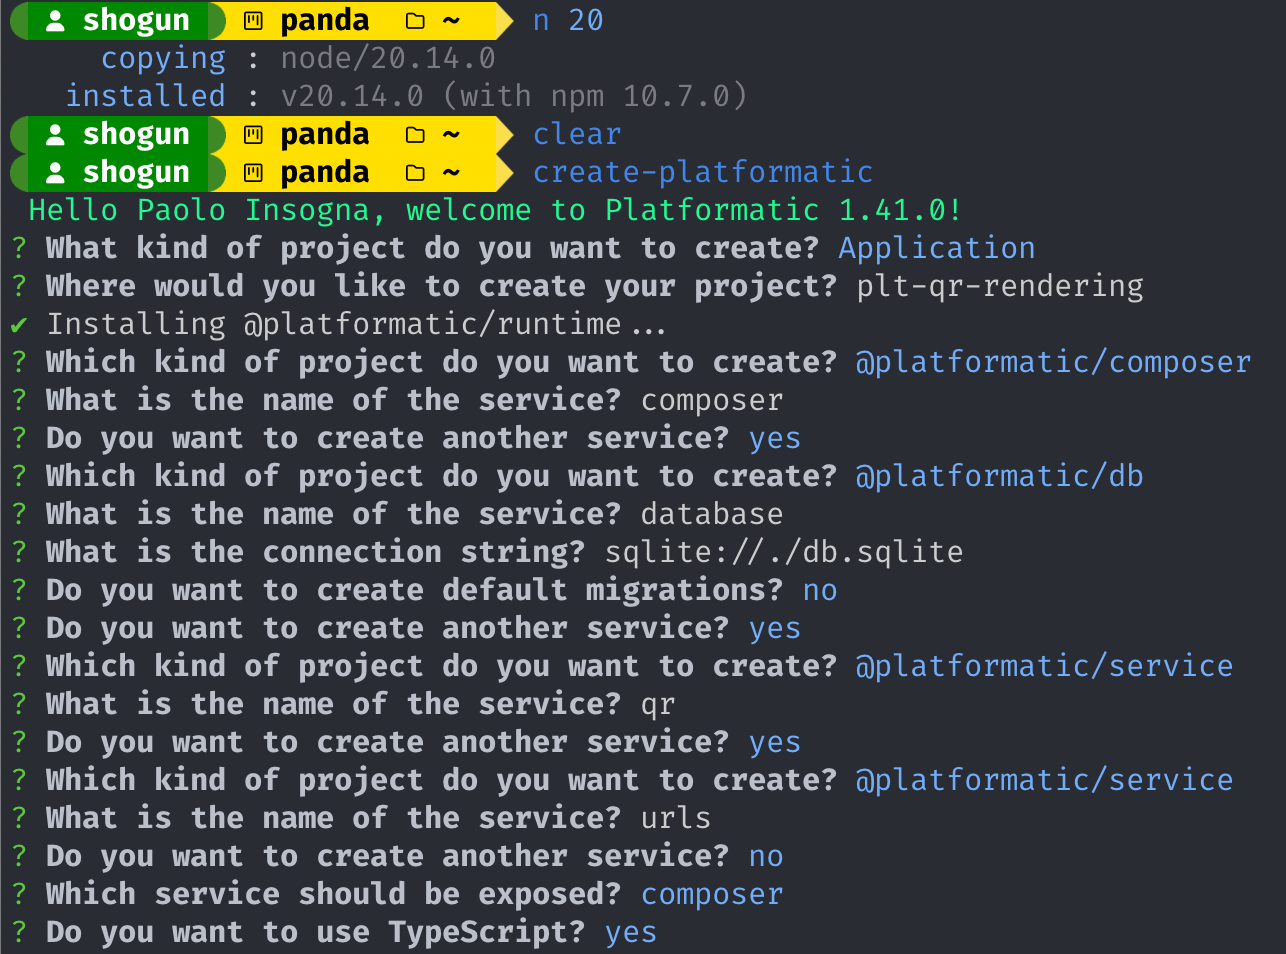 shogun panda ~ n 20
copying : node/20.14.0
installed : v20.14.0 (with npm 10.7.0)
shogun panda ~ clear
shogun panda ~ create-platformatic
Hello Paolo Insogna, welcome to Platformatic 1.41.0!
? What kind of project do you want to create? Application
? Where would you like to create your project? plt-qr-rendering
✔ Installing @platformatic/runtime...
? Which kind of project do you want to create? @platformatic/composer
? What is the name of the service? composer
? Do you want to create another service? yes
? Which kind of project do you want to create? @platformatic/db
? What is the name of the service? database
? What is the connection string? sqlite://./db.sqlite
? Do you want to create default migrations? no
? Do you want to create another service? yes
? Which kind of project do you want to create? @platformatic/service
? What is the name of the service? qr
? Do you want to create another service? yes
? Which kind of project do you want to create? @platformatic/service
? What is the name of the service? urls
? Do you want to create another service? no
? Which service should be exposed? composer
? Do you want to use TypeScript? yes